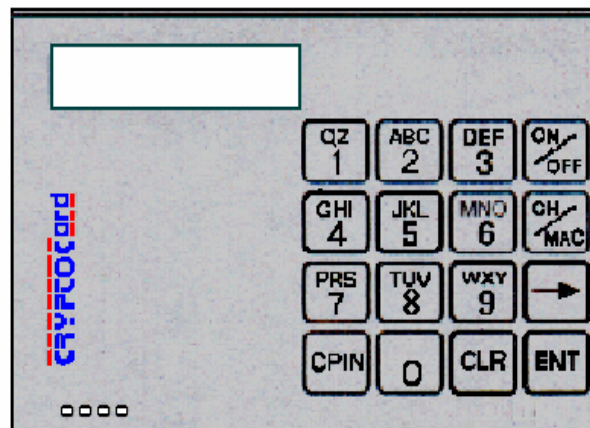 QZ ABC DEF ON/OFF
1 2 3
GHI JKL MNO CH/MAC
4 5 6
PRS TUV WXY →
7 8 9
CPIN 0 CLR ENT
CRYPTOCard